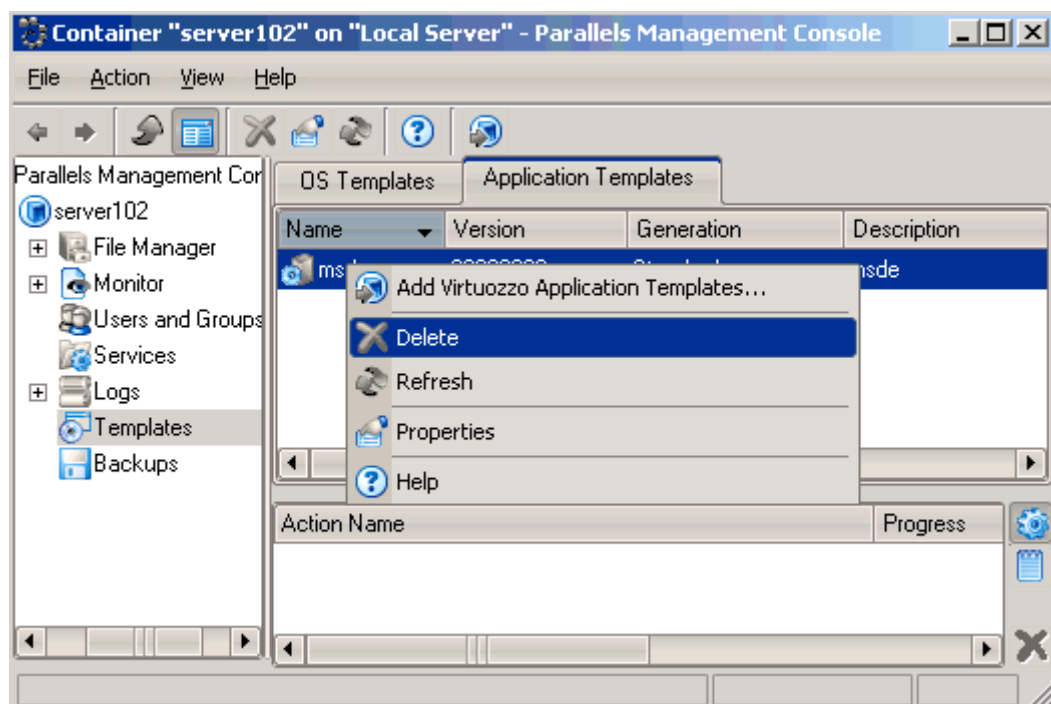 Container "server102" on "Local Server" - Parallels Management Console
File Action View Help
Parallels Management Cor
OS Templates Application Templates
server102
Name Version Generation Description
File Manager
msde
Add Virtuozzo Application Templates...
Monitor
Users and Groups
Delete
Services
Refresh
Logs
Templates
Properties
Backups
Help
Action Name Progress